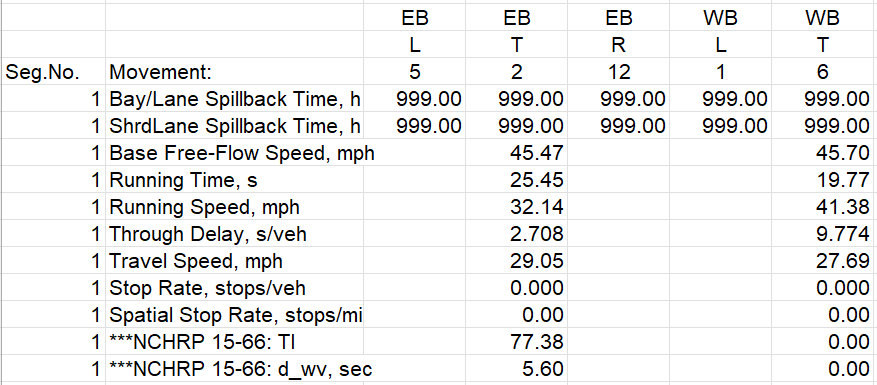 EB EB EB WB WB
L T R L T
Seg.No. Movement: 5 2 12 1 6
1 Bay/Lane Spillback Time, h 999.00 999.00 999.00 999.00 999.00
1 ShrdLane Spillback Time, h 999.00 999.00 999.00 999.00 999.00
1 Base Free-Flow Speed, mph 45.47 45.70
1 Running Time, s 25.45 19.77
1 Running Speed, mph 32.14 41.38
1 Through Delay, s/veh 2.708 9.774
1 Travel Speed, mph 29.05 27.69
1 Stop Rate, stops/veh 0.000 0.000
1 Spatial Stop Rate, stops/mi 0.00 0.00
1 ***NCHRP 15-66: TI 77.38 0.00
1 ***NCHRP 15-66: d_wv, sec 5.60 0.00